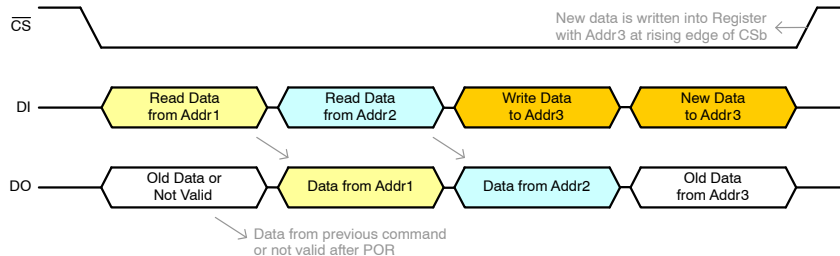 CS
New data is written into Register
with Addr3 at rising edge of CSb
DI
Read Data
from Addr1
Read Data
from Addr2
Write Data
to Addr3
New Data
to Addr3
DO
Old Data or
Not Valid
Data from Addr1
Data from Addr2
Old Data
from Addr3
Data from previous command
or not valid after POR